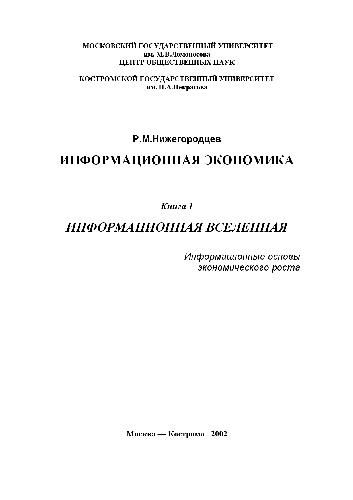 МОСКОВСКИЙ ГОСУДАРСТВЕННЫЙ УНИВЕРСИТЕТ
им. М.В.Ломоносова
ЦЕНТР ОБЩЕСТВЕННЫХ НАУК
КОСТРОМСКОЙ ГОСУДАРСТВЕННЫЙ УНИВЕРСИТЕТ
им. Н.А.Некрасова
Р.М.Нижегородцев
ИНФОРМАЦИОННАЯ ЭКОНОМИКА
Книга 1
ИНФОРМАЦИОННАЯ ВСЕЛЕННАЯ
Информационные основы
экономического роста
Москва — Кострома 2002